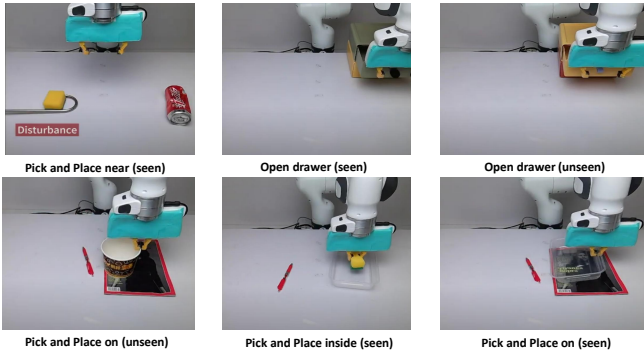 Disturbance
Pick and Place near (seen)
Open drawer (seen)
Open drawer (unseen)
Pick and Place on (unseen)
Pick and Place inside (seen)
Pick and Place on (seen)